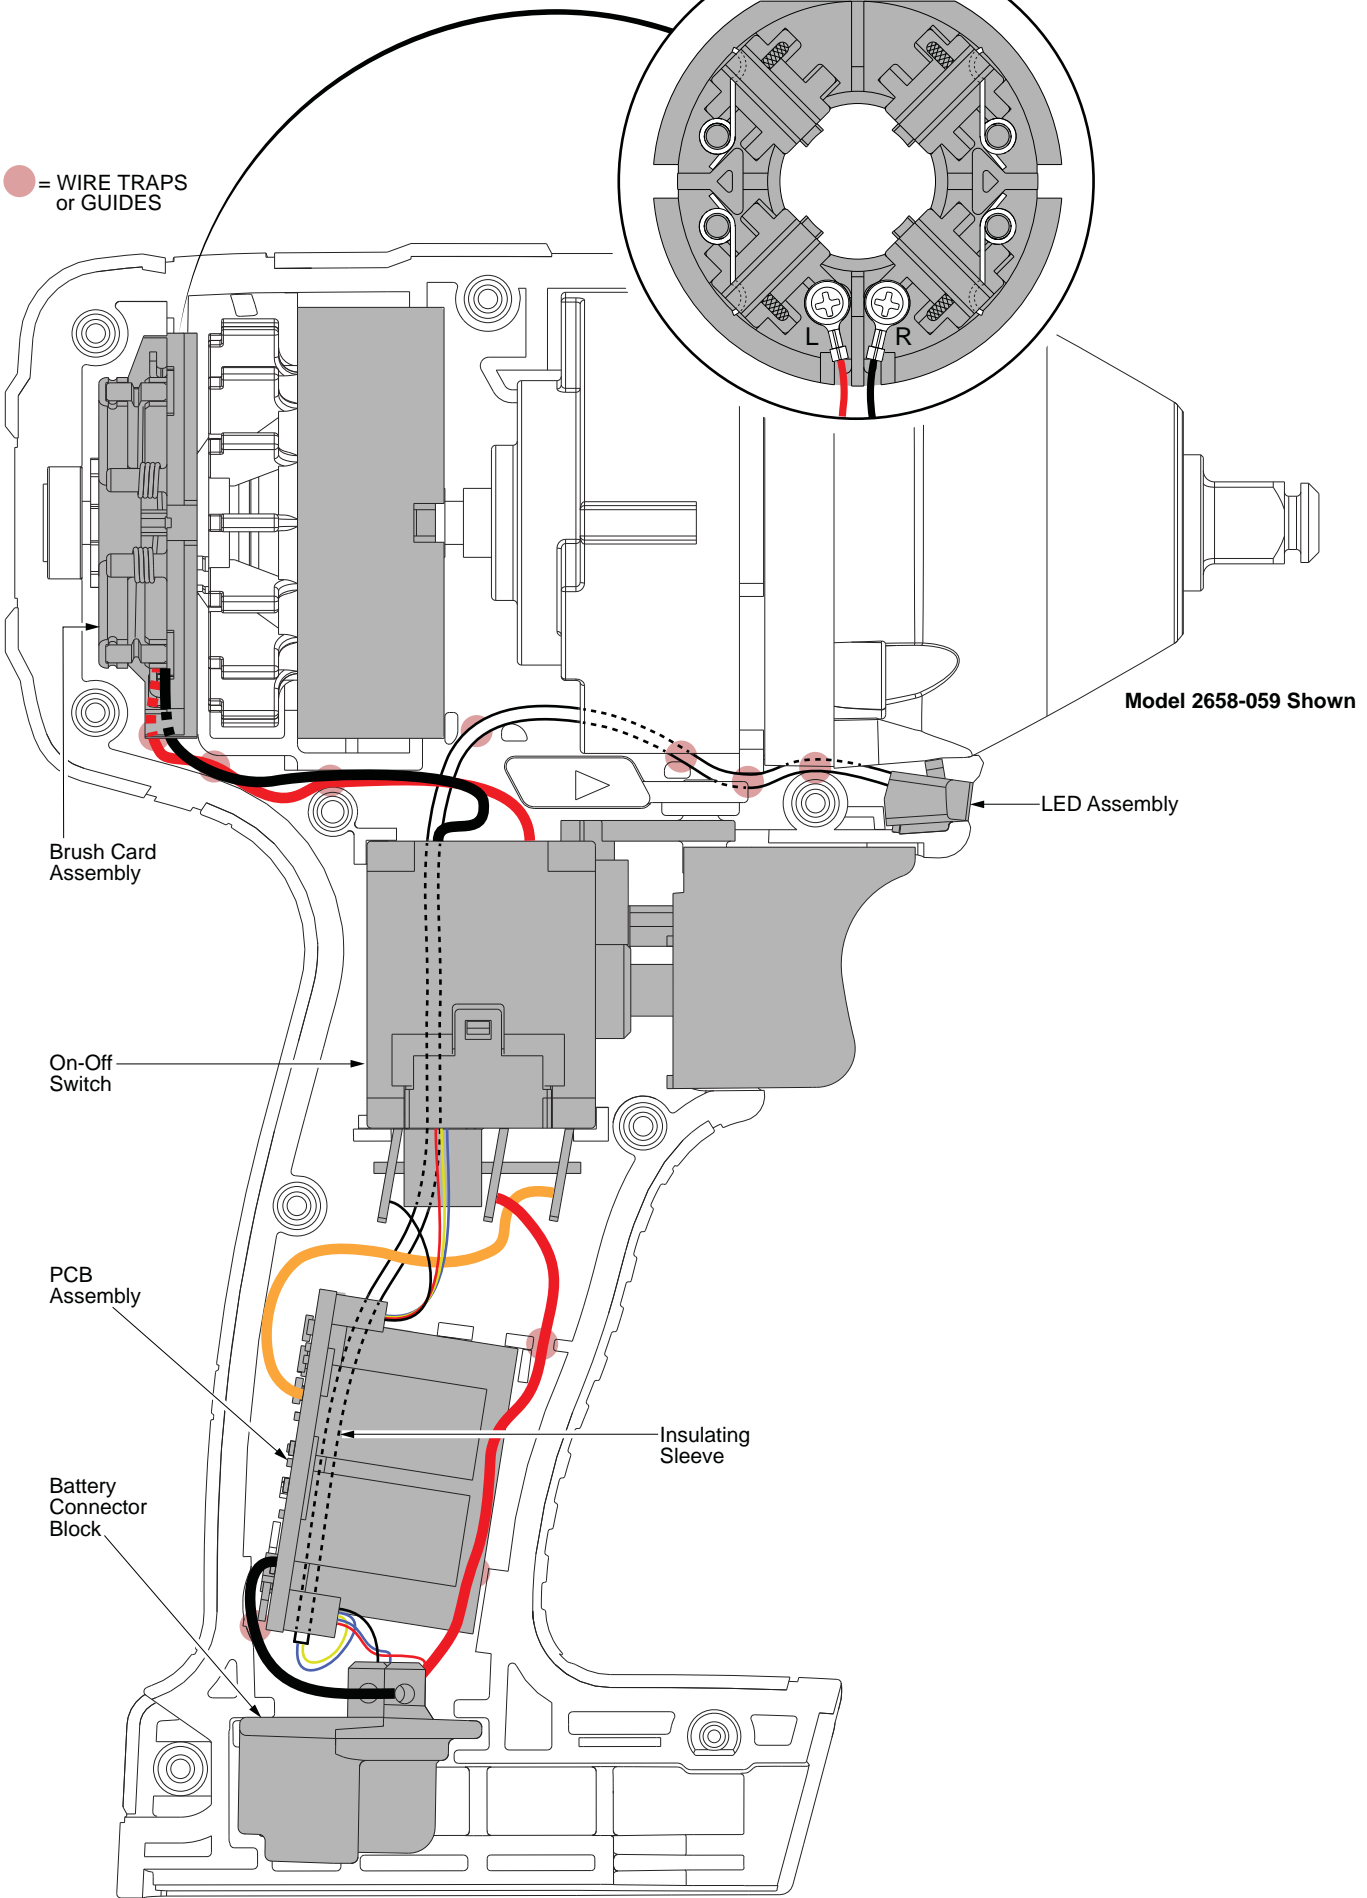 = WIRE TRAPS
or GUIDES
L
R
Model 2658-059 Shown
LED Assembly
Brush Card
Assembly
On-Off
Switch
PCB
Assembly
Insulating
Sleeve
Battery
Connector
Block